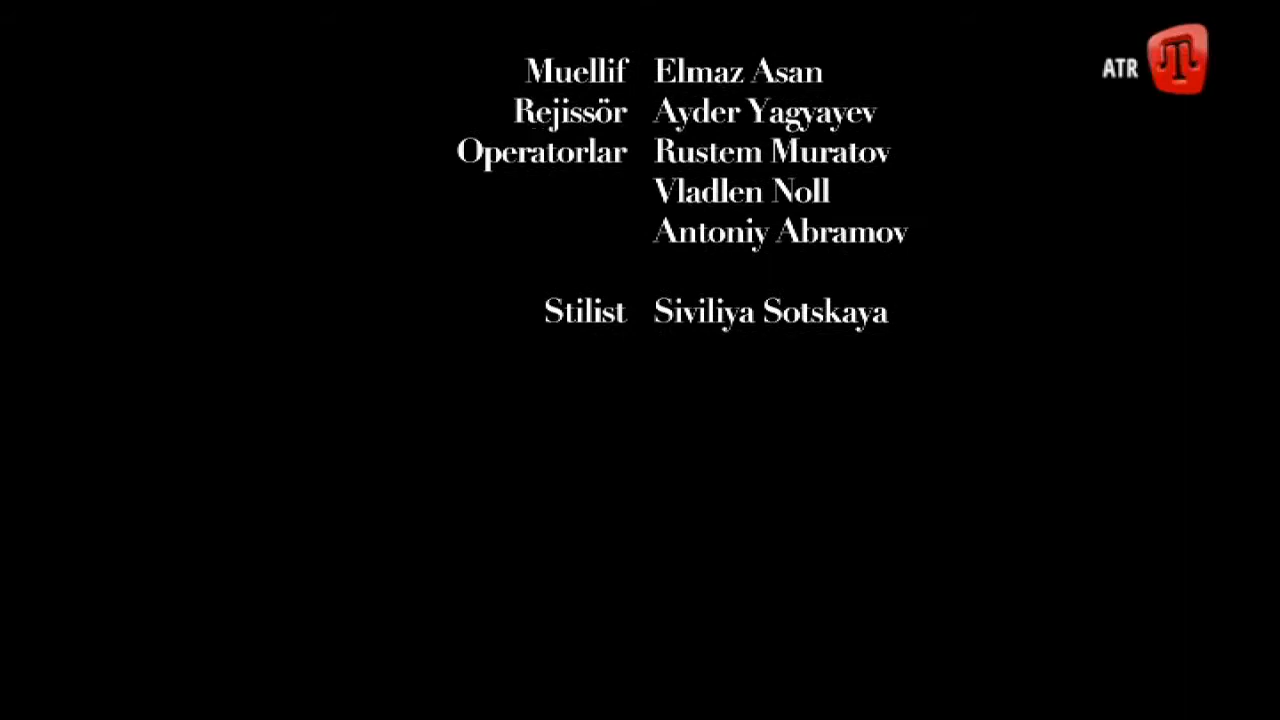 Muellif Elmaz Asan
Rejissör Ayder Yagyayev
Operatorlar Rustem Muratov
Vladlen Noll
Antoniy Abramov
Stilist Siviliya Sotskaya
ATR